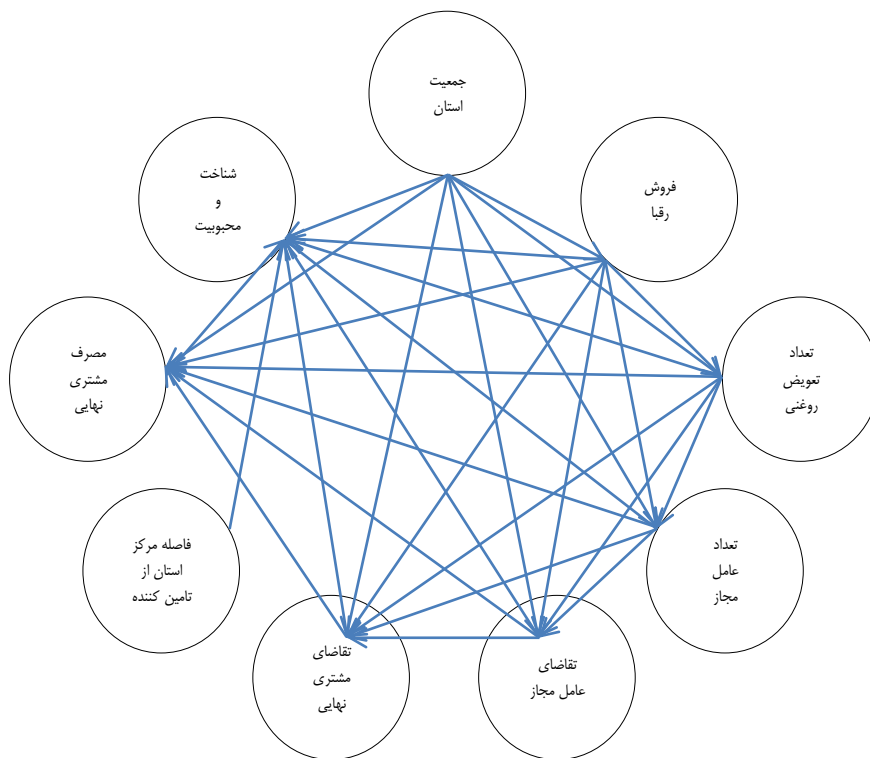 جمعیت
استان
شناخت
و
محبوبیت
فروش
رقبا
مصرف
مشتری
نهایی
تعداد
تعویض
روغنی
فاصله مرکز
استان از
تامین کننده
تعداد
عامل
مجاز
تقاضای
مشتری
نهایی
تقاضای
عامل مجاز